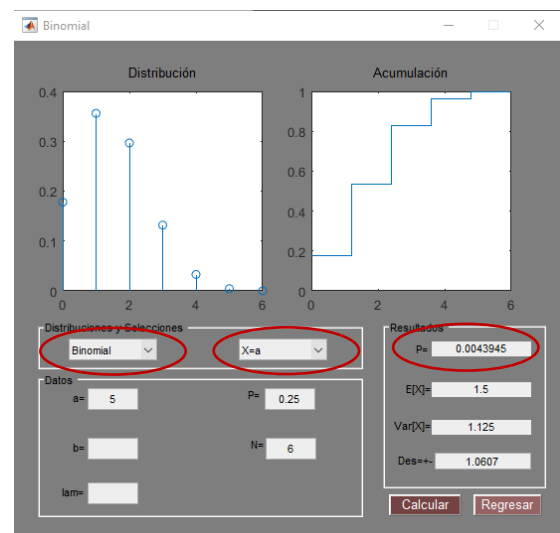 Binomial
Distribución
Acumulación
0.4
0.3
0.2
0.1
0
0 2 4 6
1
0.8
0.6
0.4
0.2
0
0 2 4 6
Distribuciones y Selecciones
Binomial
X=a
Datos
a= 5
P= 0.25
b=
N= 6
lam=
Resultados
P= 0.0043945
E[X]= 1.5
Var[X]= 1.125
Des=+- 1.0607
Calcular
Regresar